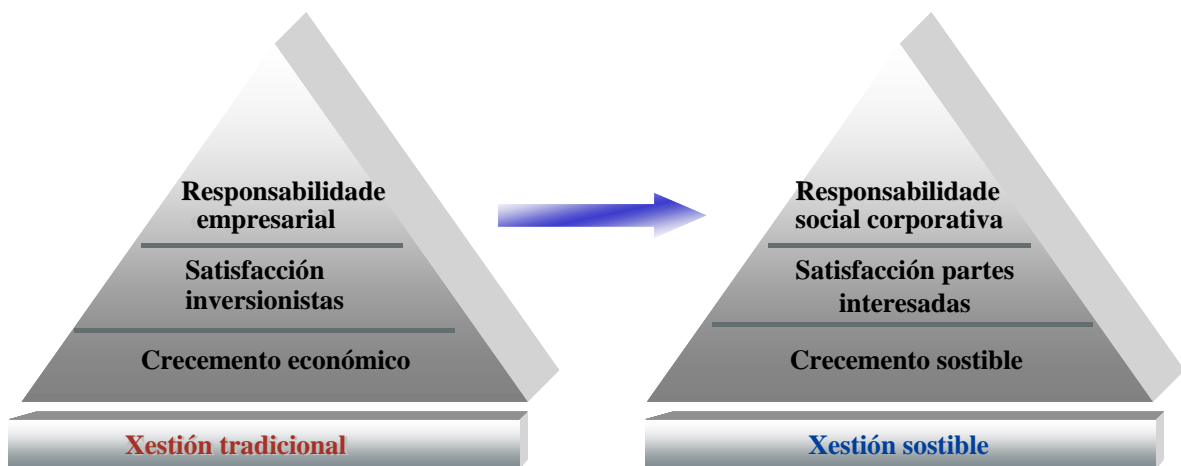 Responsabilidade
empresarial
Satisfacción
inversionistas
Crecemento económico
Xestión tradicional
Responsabilidade
social corporativa
Satisfacción partes
interesadas
Crecemento sostible
Xestión sostible